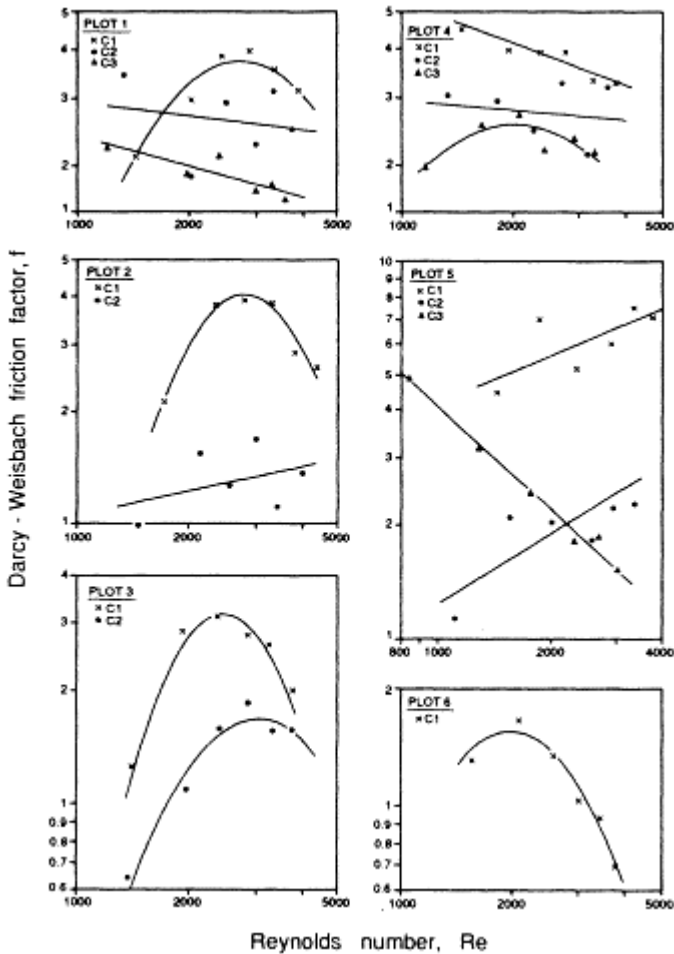 Darcy - Weisbach friction factor, f
PLOT 1
× C1
• C2
▲ C3
5
4
3
2
1
1000 2000 5000
PLOT 4
× C1
• C2
▲ C3
5
4
3
2
1
1000 2000 5000
PLOT 2
× C1
• C2
5
4
3
2
1
2000 5000
PLOT 5
× C1
• C2
▲ C3
10
9
8
7
6
5
4
3
2
1
800 1000 2000 4000
PLOT 3
× C1
• C2
4
3
2
1
0.9
0.8
0.7
0.6
1000 2000 5000
PLOT 6
× C1
2
1
0.9
0.8
0.7
0.6
1000 2000 5000
Reynolds number, Re